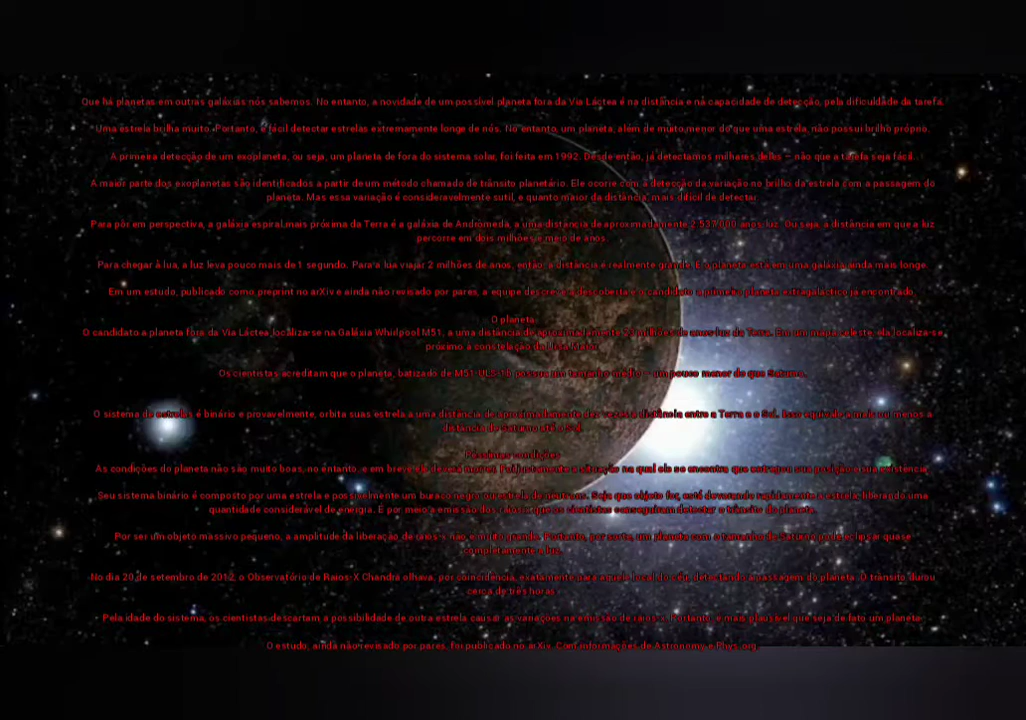 Que há planetas em outras galáxias nós sabemos. No entanto, a novidade de um possível planeta fora da Via Láctea é na distância e na capacidade de detecção, pela dificuldade da tarefa.
Uma estrela brilha muito. Portanto, é fácil detectar estrelas extremamente longe de nós. No entanto, um planeta, além de muito menor do que uma estrela, não possui brilho próprio.
A primeira detecção de um exoplaneta, ou seja, um planeta de fora do sistema solar, foi feita em 1992. Desde então, já detectamos milhares deles – não que a tarefa seja fácil.
A maior parte dos exoplanetas são identificados a partir de um método chamado de trânsito planetário. Ele ocorre com a detecção da variação no brilho da estrela com a passagem do
planeta. Mas essa variação é consideravelmente sutil, e quanto maior da distância, mais difícil de detectar.
Para pôr em perspectiva, a galáxia espiral mais próxima da Terra é a galáxia de Andrômeda, a uma distância de aproximadamente 2.537.000 anos-luz. Ou seja, a distância em que a luz
percorre em dois milhões e mais de anos.
Para chegar à lua, a luz leva pouco mais de 1 segundo. Para a lua viajar 2 milhões de anos, então, a distância é realmente grande. E o planeta está em uma galáxia ainda mais longe.
Em um estudo, publicado como preprint no arXiv e ainda não revisado por pares, a equipe descreve a descoberta e o candidato a primeiro planeta extragaláctico já encontrado.
O planeta
O candidato a planeta fora da Via Láctea localiza-se na Galáxia Whirlpool M51, a uma distância de aproximadamente 23 milhões de anos-luz da Terra. Em um mapa celeste, ela localiza-se
próximo à constelação da Ursa Maior.
Os cientistas acreditam que o planeta, batizado de M51-ULS-1b possua um tamanho médio – um pouco menor do que Saturno.
O sistema de estrelas é binário e provavelmente, orbita suas estrela a uma distância de aproximadamente dez vezes a distância entre a Terra e o Sol. Isso equivale a mais ou menos a
distância de Saturno até o Sol.
Péssimas condições
As condições do planeta não são muito boas, no entanto, e em breve ele deverá morrer. Foi justamente a situação na qual ele se encontra que entregou sua posição e sua existência.
Seu sistema binário é composto por uma estrela e possivelmente um buraco negro ou estrela de nêutrons. Seja que objeto for, está devorando rapidamente a estrela, liberando uma
quantidade considerável de energia. É por meio a emissão dos raios-x que os cientistas conseguiram detectar o trânsito do planeta.
Por ser um objeto massivo pequeno, a amplitude da liberação de raios-x não é muito grande. Portanto, por sorte, um planeta com o tamanho de Saturno pode eclipsar quase
completamente a luz.
No dia 20 de setembro de 2012, o Observatório de Raios-X Chandra olhava, por coincidência, exatamente para aquele local do céu, detectando a passagem do planeta. O trânsito durou
cerca de três horas.
Pela idade do sistema, os cientistas descartam a possibilidade de outra estrela causar as variações na emissão de raios-x. Portanto, é mais plausível que seja de fato um planeta.
O estudo, ainda não revisado por pares, foi publicado no arXiv. Com informações de Astronomy e Phys.org.